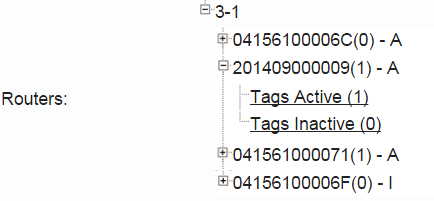 3-1
04156100006C(0) - A
201409000009(1) - A
Routers:
Tags Active (1)
Tags Inactive (0)
041561000071(1) - A
04156100006F(0) - I